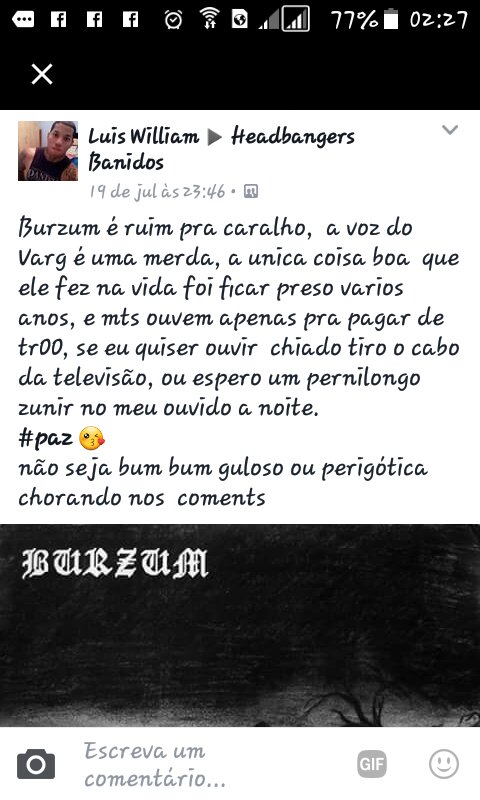 77% 02:27
Luis William ▶ Headbangers
Banidos
19 de jul às 23:46 •
Burzum é ruim pra caralho, a voz do
Varg é uma merda, a unica coisa boa que
ele fez na vida foi ficar preso varios
anos, e mts ouvem apenas pra pagar de
tr00, se eu quiser ouvir chiado tiro o cabo
da televisão, ou espero um pernilongo
zunir no meu ouvido a noite.
#paz 😘
não seja bum bum guloso ou perigótica
chorando nos coments
BURZUM
Escreva um
comentário...
GIF